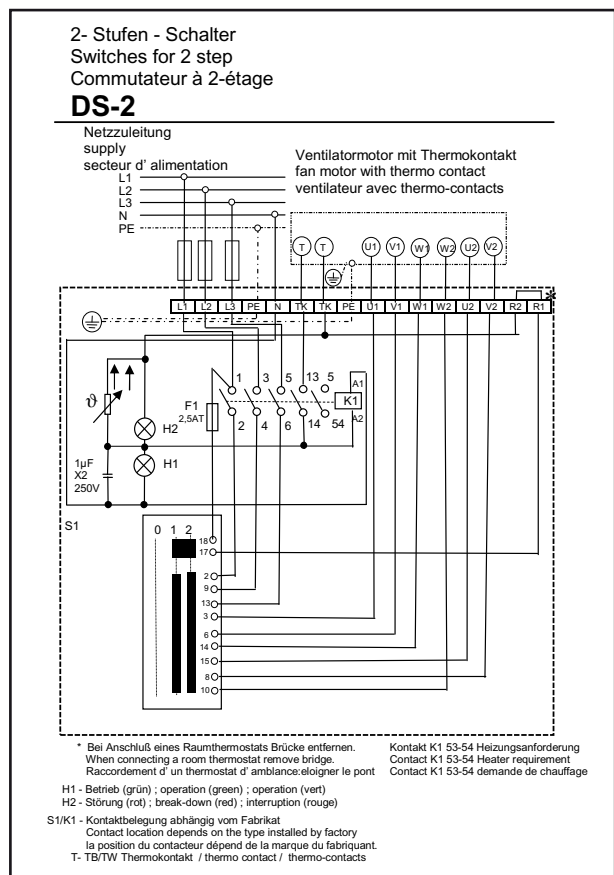 2- Stufen - Schalter
Switches for 2 step
Commutateur à 2-étage
DS-2
Netzzuleitung
supply
secteur d' alimentation
L1
L2
L3
N
PE
Ventilatormotor mit Thermokontakt
fan motor with thermo contact
ventilateur avec thermo-contacts
T T U1 V1 W1 W2 U2 V2
*
L1 L2 L3 PE N TK TK PE U1 V1 W1 W2 U2 V2 R2 R1
1 3 5 13 5
A1
K1
A2
F1
2,5AT
2 4 6 14 54
ϑ
H2
H1
1µF
X2
250V
S1
0 1 2
18
17
2
9
13
3
6
14
15
8
10
* Bei Anschluß eines Raumthermostats Brücke entfernen.
When connecting a room thermostat remove bridge.
Raccordement d' un thermostat d' amblance:eloigner le pont
Kontakt K1 53-54 Heizungsanforderung
Contact K1 53-54 Heater requirement
Contact K1 53-54 demande de chauffage
H1 - Betrieb (grün) ; operation (green) ; operation (vert)
H2 - Störung (rot) ; break-down (red) ; interruption (rouge)
S1/K1 - Kontaktbelegung abhängig vom Fabrikat
Contact location depends on the type installed by factory
la position du contacteur dépend de la marque du fabriquant.
T- TB/TW Thermokontakt / thermo contact / thermo-contacts